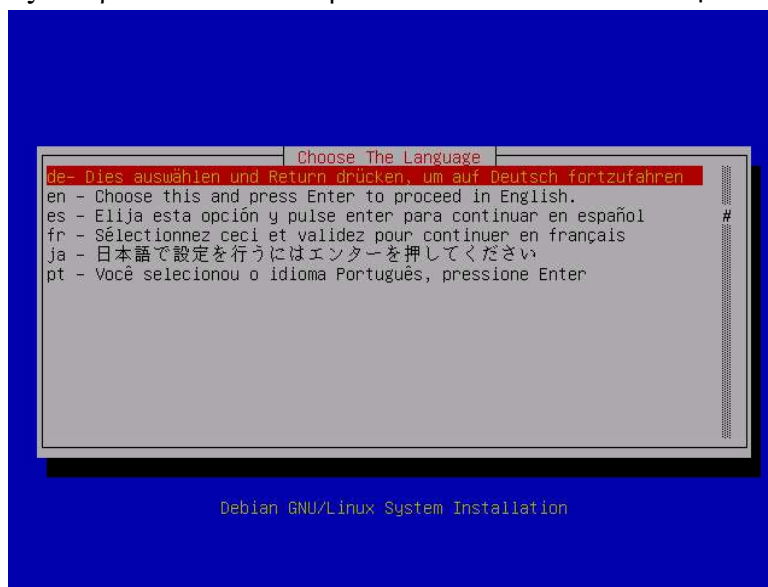 Choose The Language
de- Dies auswählen und Return drücken, um auf Deutsch fortzufahren
en - Choose this and press Enter to proceed in English.
es - Elija esta opción y pulse enter para continuar en español #
fr - Sélectionnez ceci et validez pour continuer en français
ja - 日本語で設定を行うにはエンターを押してください
pt - Você selecionou o idioma Português, pressione Enter
Debian GNU/Linux System Installation